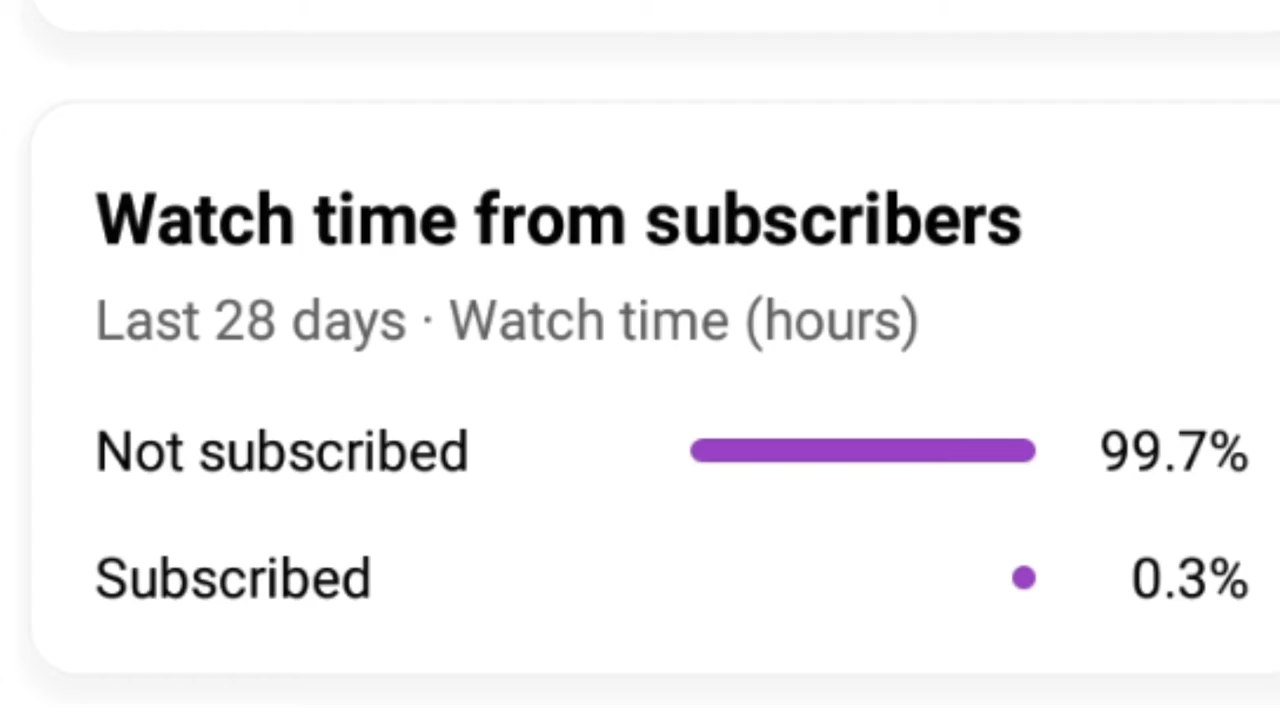 Watch time from subscribers
Last 28 days · Watch time (hours)
Not subscribed 99.7%
Subscribed 0.3%